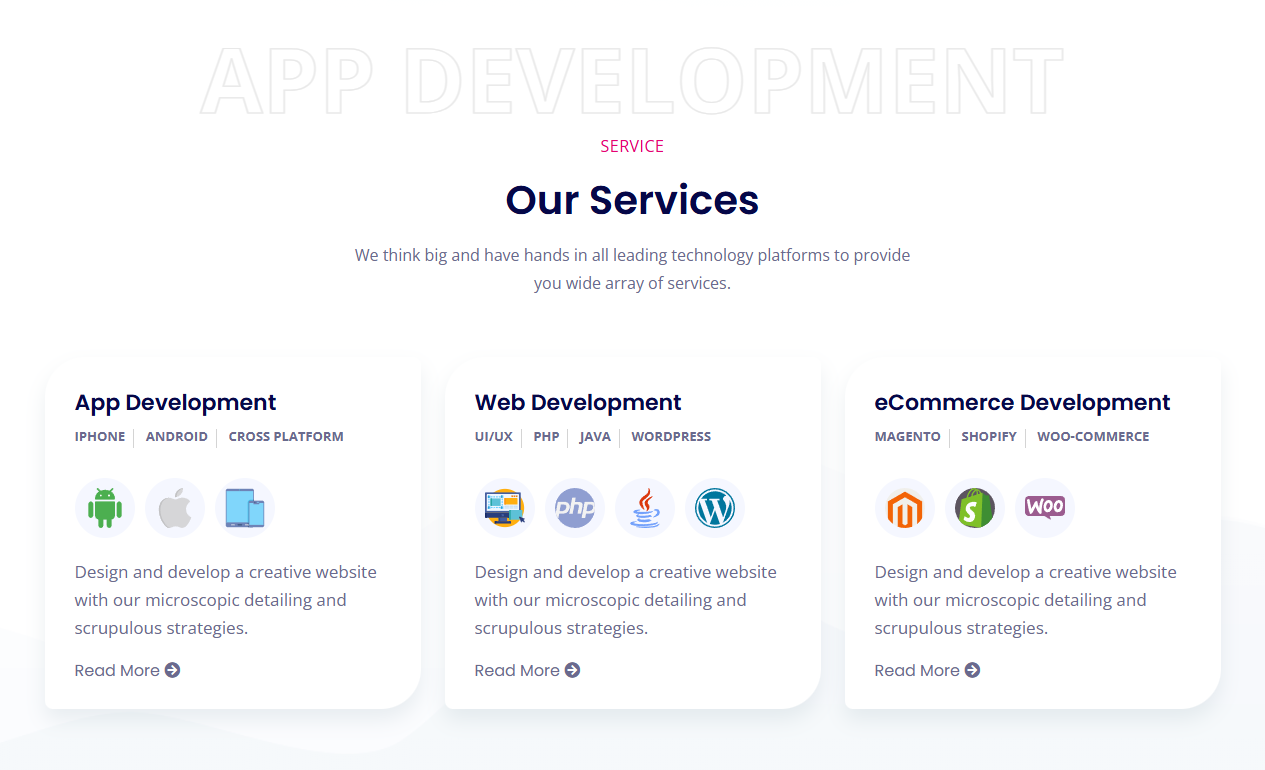 APP DEVELOPMENT
SERVICE
Our Services
We think big and have hands in all leading technology platforms to provide
you wide array of services.
App Development
IPHONE ANDROID CROSS PLATFORM
Design and develop a creative website
with our microscopic detailing and
scrupulous strategies.
Read More
Web Development
UI/UX PHP JAVA WORDPRESS
php
W
Design and develop a creative website
with our microscopic detailing and
scrupulous strategies.
Read More
eCommerce Development
MAGENTO SHOPIFY WOO-COMMERCE
S
Woo
Design and develop a creative website
with our microscopic detailing and
scrupulous strategies.
Read More